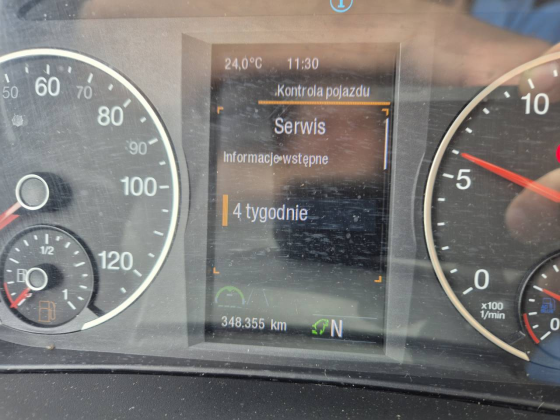 24,0°C 11:30
Kontrola pojazdu
Serwis
Informacje wstępne
4 tygodnie
348.355 km N
50 60 70 80 90 100 120
1/2 1
10 5 0
x100
1/min
0